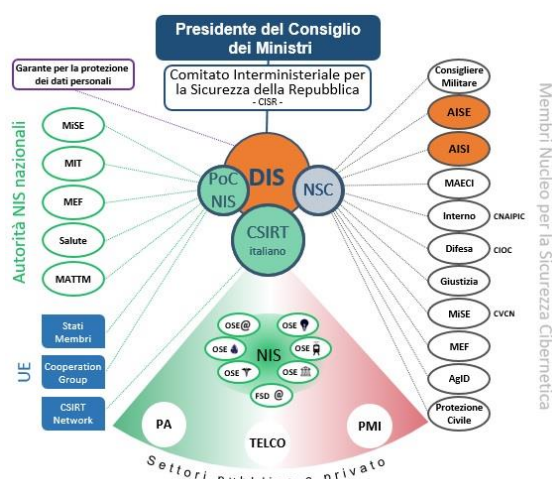 Presidente del Consiglio
dei Ministri
Garante per la protezione
dei dati personali
Comitato Interministeriale per
la Sicurezza della Repubblica
- CISR -
Autorità NIS nazionali
MiSE
MIT
MEF
Salute
MATTM
UE
Stati
Membri
Cooperation
Group
CSIRT
Network
DIS
PoC
NIS
NSC
CSIRT
italiano
NIS
OSE @
OSE
OSE
OSE
OSE
OSE
FSD @
PA
TELCO
PMI
Settori pubblico e privato
Consigliere
Militare
AISE
AISI
MAECI
Interno
CNAIPIC
Difesa
CIOC
Giustizia
MiSE
CVCN
MEF
AgID
Protezione
Civile
Membri Nucleo per la Sicurezza Cibernetica